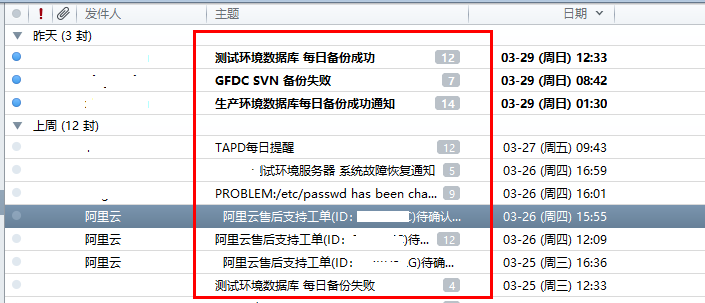 ! 发件人 主题 日期
昨天 (3 封)
测试环境数据库 每日备份成功 12 03-29 (周日) 12:33
GFDC SVN 备份失败 7 03-29 (周日) 08:42
生产环境数据库每日备份成功通知 14 03-29 (周日) 01:30
上周 (12 封)
TAPD每日提醒 12 03-27 (周五) 09:43
测试环境服务器 系统故障恢复通知 5 03-26 (周四) 16:59
PROBLEM:/etc/passwd has been cha... 9 03-26 (周四) 16:01
阿里云 阿里云售后支持工单(ID: C)待确认... 03-26 (周四) 15:55
阿里云 阿里云售后支持工单(ID: G)待... 12 03-26 (周四) 12:09
阿里云 阿里云售后支持工单(ID: .G)待确... 03-25 (周三) 16:36
测试环境数据库 每日备份失败 4 03-25 (周三) 12:33